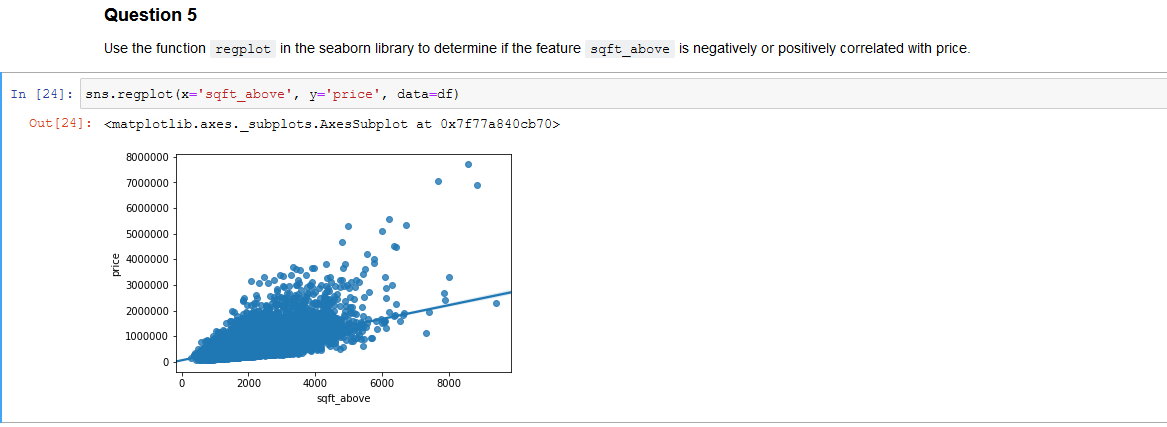 Question 5
Use the function regplot in the seaborn library to determine if the feature sqft_above is negatively or positively correlated with price.
In [24]: sns.regplot(x='sqft_above', y='price', data=df)
Out[24]: <matplotlib.axes._subplots.AxesSubplot at 0x7f77a840cb70>
8000000
7000000
6000000
5000000
4000000
3000000
2000000
1000000
0
price
0 2000 4000 6000 8000
sqft_above